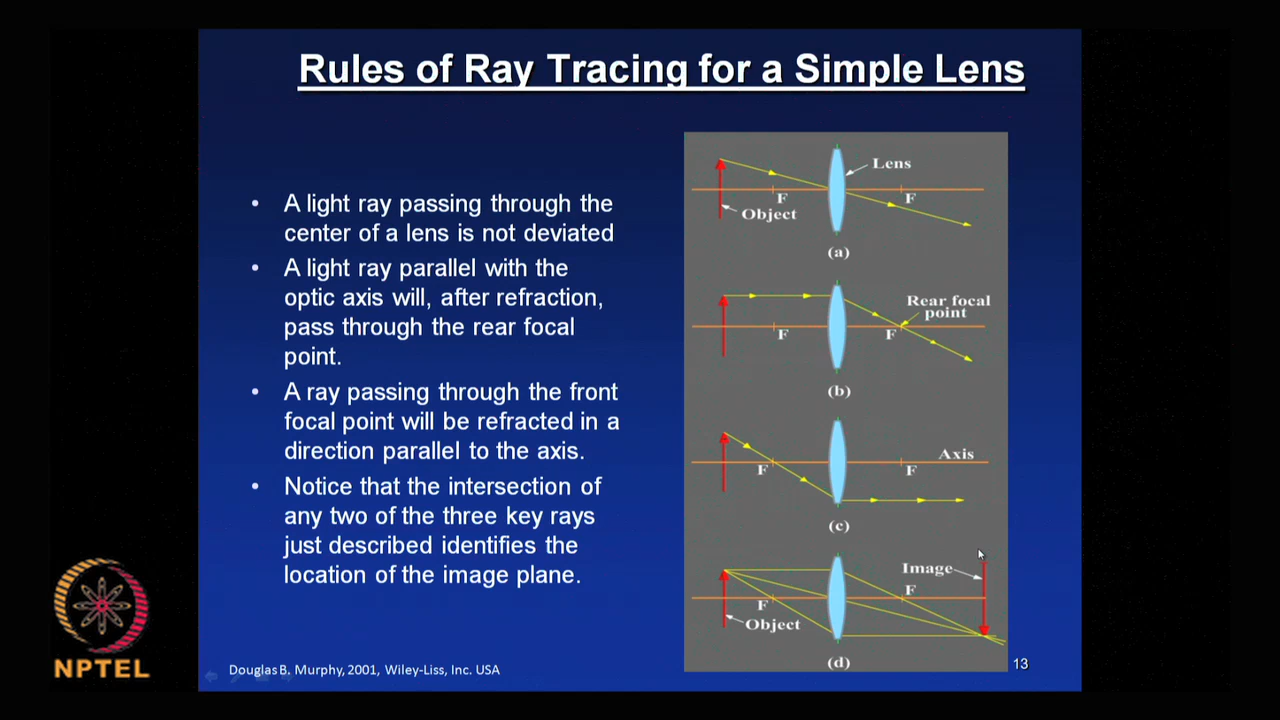 Rules of Ray Tracing for a Simple Lens
• A light ray passing through the
center of a lens is not deviated
• A light ray parallel with the
optic axis will, after refraction,
pass through the rear focal
point.
• A ray passing through the front
focal point will be refracted in a
direction parallel to the axis.
• Notice that the intersection of
any two of the three key rays
just described identifies the
location of the image plane.
Lens
F
F
Object
(a)
Rear focal
point
F
F
(b)
Axis
F
F
(c)
Image
F
F
Object
(d)
NPTEL
Douglas B. Murphy, 2001, Wiley-Liss, Inc. USA
13